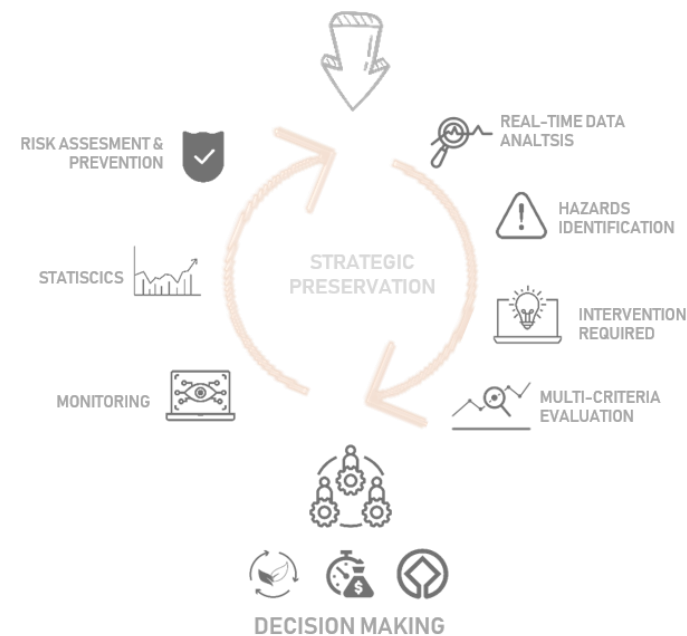 REAL-TIME DATA
ANALTSIS
RISK ASSESMENT &
PREVENTION
HAZARDS
IDENTIFICATION
STRATEGIC
PRESERVATION
STATISCICS
INTERVENTION
REQUIRED
MONITORING
MULTI-CRITERIA
EVALUATION
$
DECISION MAKING